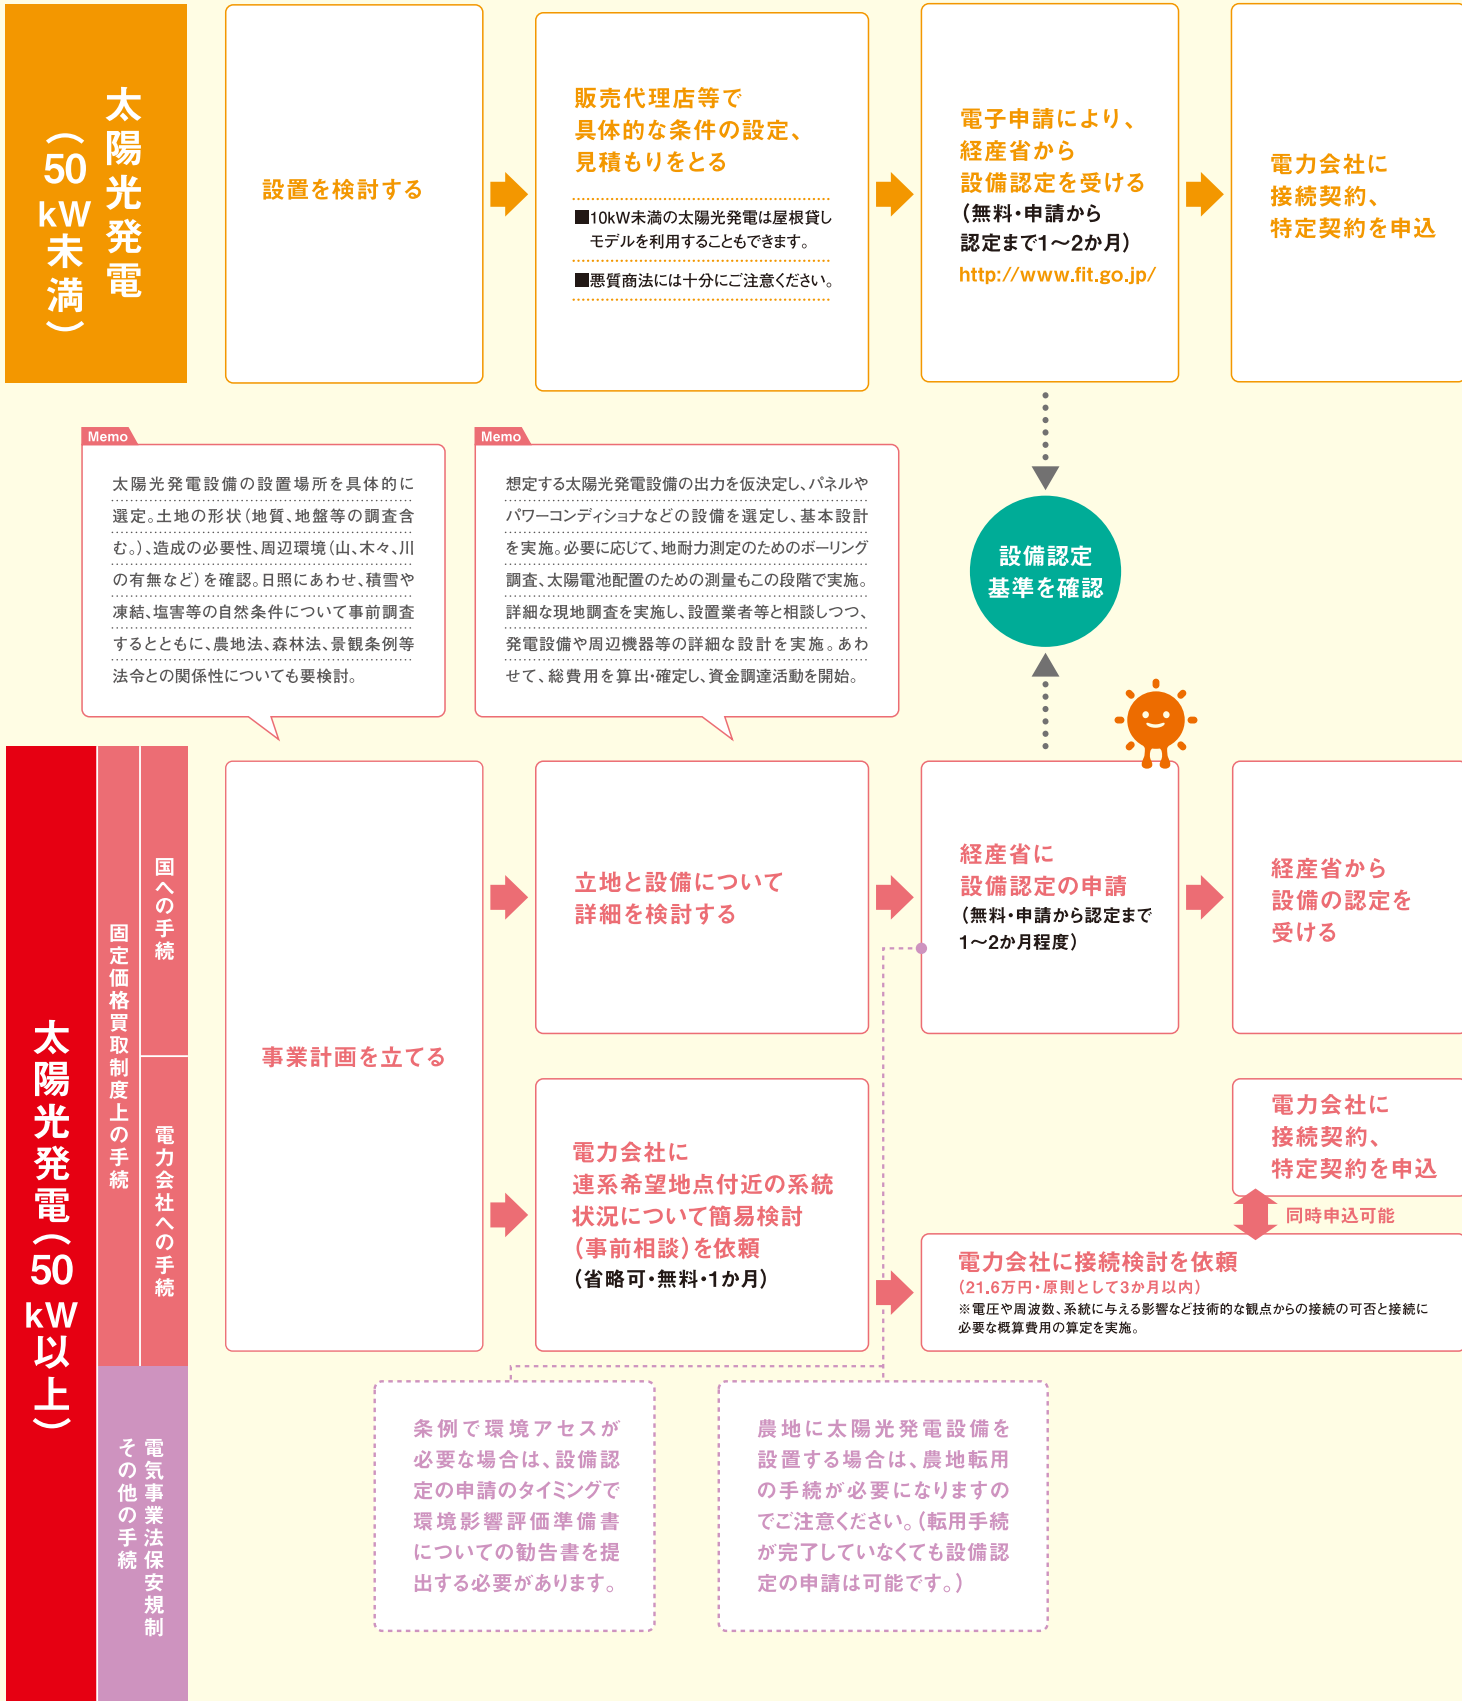 太陽光発電
（50kW未満）
設置を検討する
販売代理店等で
具体的な条件の設定、
見積もりをとる
■10kW未満の太陽光発電は屋根貸し
モデルを利用することもできます。
■悪質商法には十分にご注意ください。
電子申請により、
経産省から
設備認定を受ける
（無料・申請から
認定まで1〜2か月）
http://www.fit.go.jp/
電力会社に
接続契約、
特定契約を申込
Memo
太陽光発電設備の設置場所を具体的に
選定。土地の形状（地質、地盤等の調査含
む。）、造成の必要性、周辺環境（山、木々、川
の有無など）を確認。日照にあわせ、積雪や
凍結、塩害等の自然条件について事前調査
するとともに、農地法、森林法、景観条例等
法令との関係性についても要検討。
Memo
想定する太陽光発電設備の出力を仮決定し、パネルや
パワーコンディショナなどの設備を選定し、基本設計
を実施。必要に応じて、地耐力測定のためのボーリング
調査、太陽電池配置のための測量もこの段階で実施。
詳細な現地調査を実施し、設置業者等と相談しつつ、
発電設備や周辺機器等の詳細な設計を実施。あわ
せて、総費用を算出・確定し、資金調達活動を開始。
設備認定
基準を確認
太陽光発電（50kW以上）
固定価格買取制度上の手続
国への手続
電力会社への手続
電気事業法保安規制
その他の手続
事業計画を立てる
立地と設備について
詳細を検討する
経産省に
設備認定の申請
（無料・申請から認定まで
1〜2か月程度）
経産省から
設備の認定を
受ける
電力会社に
連系希望地点付近の系統
状況について簡易検討
（事前相談）を依頼
（省略可・無料・1か月）
電力会社に
接続契約、
特定契約を申込
同時申込可能
電力会社に接続検討を依頼
（21.6万円・原則として3か月以内）
※電圧や周波数、系統に与える影響など技術的な観点からの接続の可否と接続に
必要な概算費用の算定を実施。
条例で環境アセスが
必要な場合は、設備認
定の申請のタイミングで
環境影響評価準備書
についての勧告書を提
出する必要があります。
農地に太陽光発電設備を
設置する場合は、農地転用
の手続が必要になりますの
でご注意ください。（転用手続
が完了していなくても設備認
定の申請は可能です。）